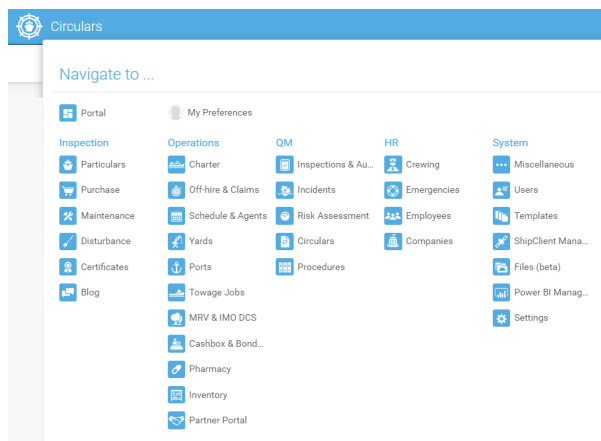 Circulars
Navigate to ...
Portal
My Preferences
Inspection
Particulars
Purchase
Maintenance
Disturbance
Certificates
Blog
Operations
Charter
Off-hire & Claims
Schedule & Agents
Yards
Ports
Towage Jobs
MRV & IMO DCS
Cashbox & Bond...
Pharmacy
Inventory
Partner Portal
QM
Inspections & Au...
Incidents
Risk Assessment
Circulars
Procedures
HR
Crewing
Emergencies
Employees
Companies
System
Miscellaneous
Users
Templates
ShipClient Mana...
Files (beta)
Power BI Manag...
Settings